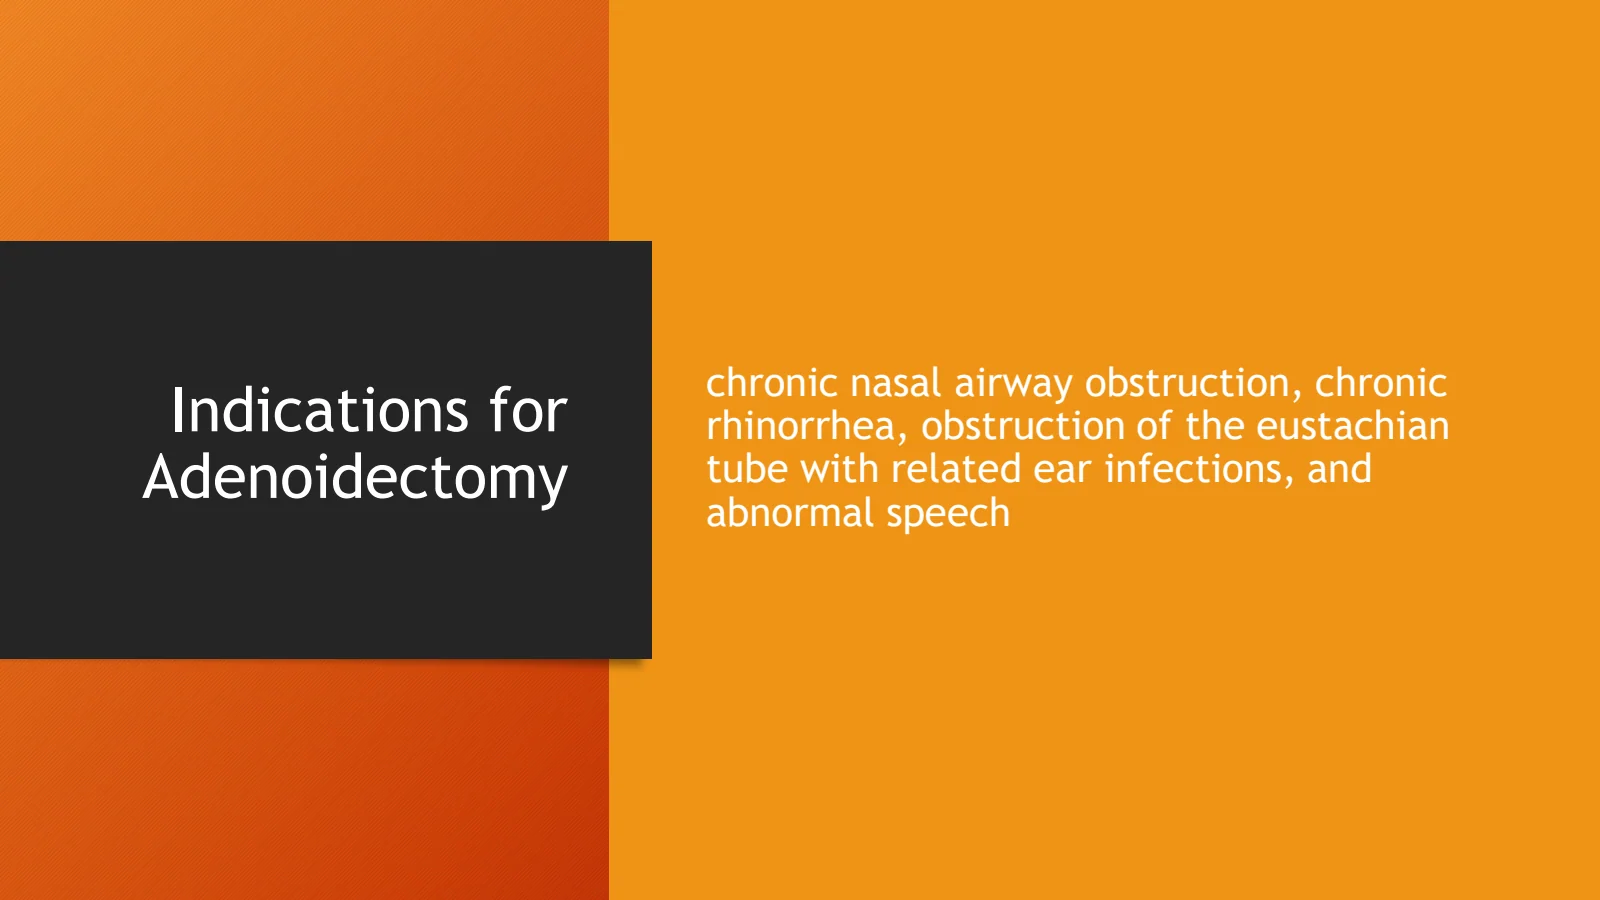 Indications for
Adenoidectomy
chronic nasal airway obstruction, chronic
rhinorrhea, obstruction of the eustachian
tube with related ear infections, and
abnormal speech